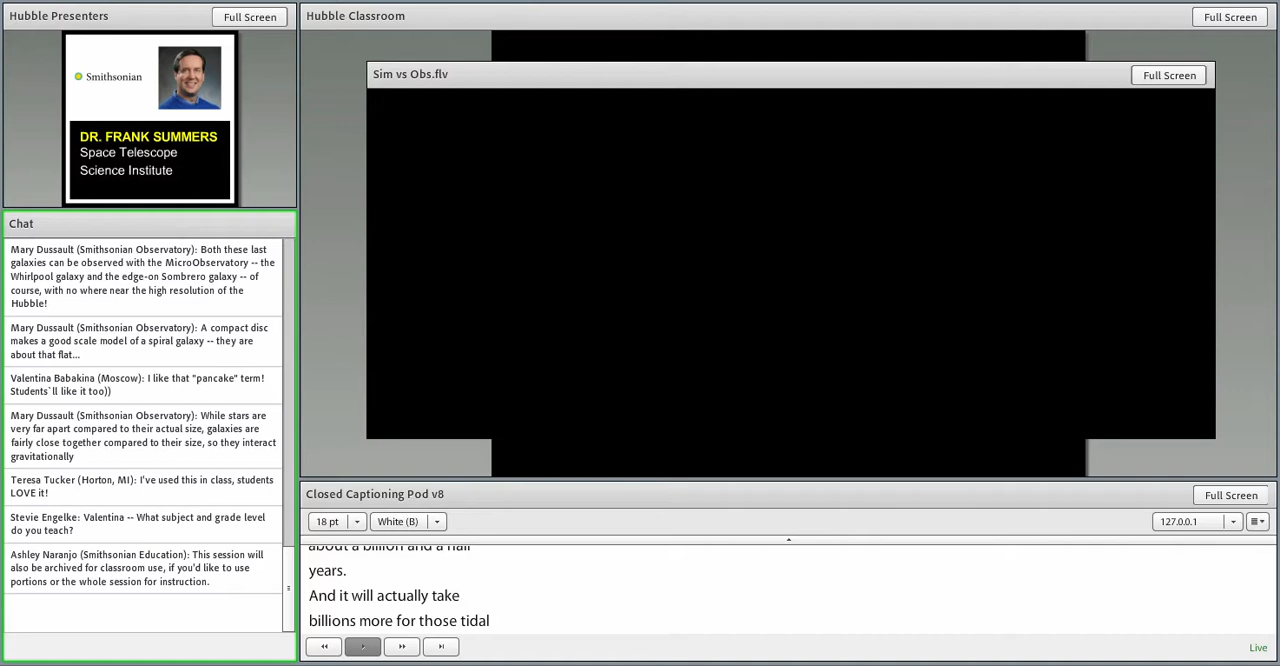 Hubble Presenters
Full Screen
Smithsonian
DR. FRANK SUMMERS
Space Telescope
Science Institute
Chat
Mary Dussault (Smithsonian Observatory): Both these last
galaxies can be observed with the MicroObservatory -- the
Whirlpool galaxy and the edge-on Sombrero galaxy -- of
course, with no where near the high resolution of the
Hubble!
Mary Dussault (Smithsonian Observatory): A compact disc
makes a good scale model of a spiral galaxy -- they are
about that flat...
Valentina Babakina (Moscow): I like that "pancake" term!
Students`ll like it too))
Mary Dussault (Smithsonian Observatory): While stars are
very far apart compared to their actual size, galaxies are
fairly close together compared to their size, so they interact
gravitationally
Teresa Tucker (Horton, MI): I've used this in class, students
LOVE it!
Stevie Engelke: Valentina -- What subject and grade level
do you teach?
Ashley Naranjo (Smithsonian Education): This session will
also be archived for classroom use, if you'd like to use
portions or the whole session for instruction.
Hubble Classroom
Full Screen
Sim vs Obs.flv
Full Screen
Closed Captioning Pod v8
Full Screen
18 pt
White (B)
127.0.0.1
about a billion and a half
years.
And it will actually take
billions more for those tidal
Live